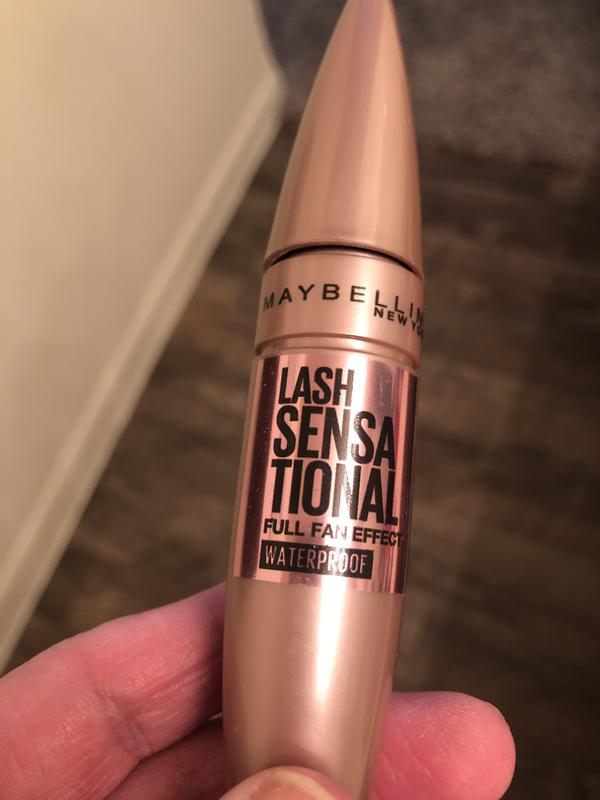 MAYBELLIN
NEW YO
LASH
SENSA
TIONAL
FULL FAN EFFECT
WATERPROOF